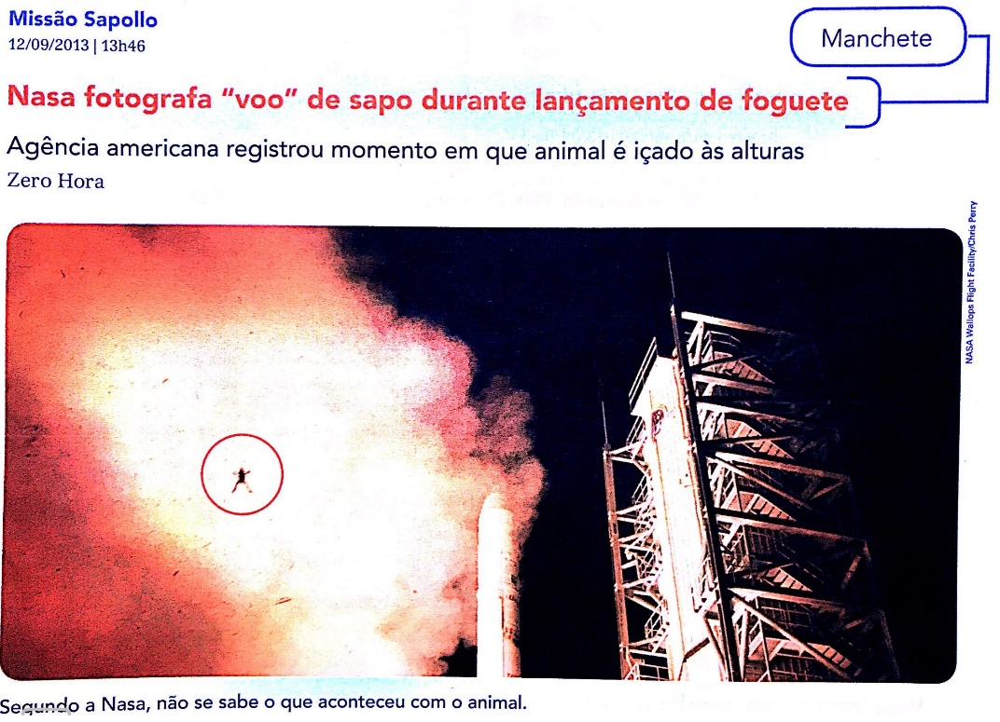 Missão Sapollo
12/09/2013 | 13h46
Manchete
Nasa fotografa “voo” de sapo durante lançamento de foguete
Agência americana registrou momento em que animal é içado às alturas
Zero Hora
NASA Wallops Flight Facility/Chris Perry
Segundo a Nasa, não se sabe o que aconteceu com o animal.